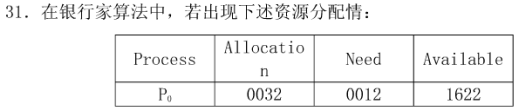 31．在银行家算法中，若出现下述资源分配情：
Process Allocatio
n Need Available
P₀ 0032 0012 1622